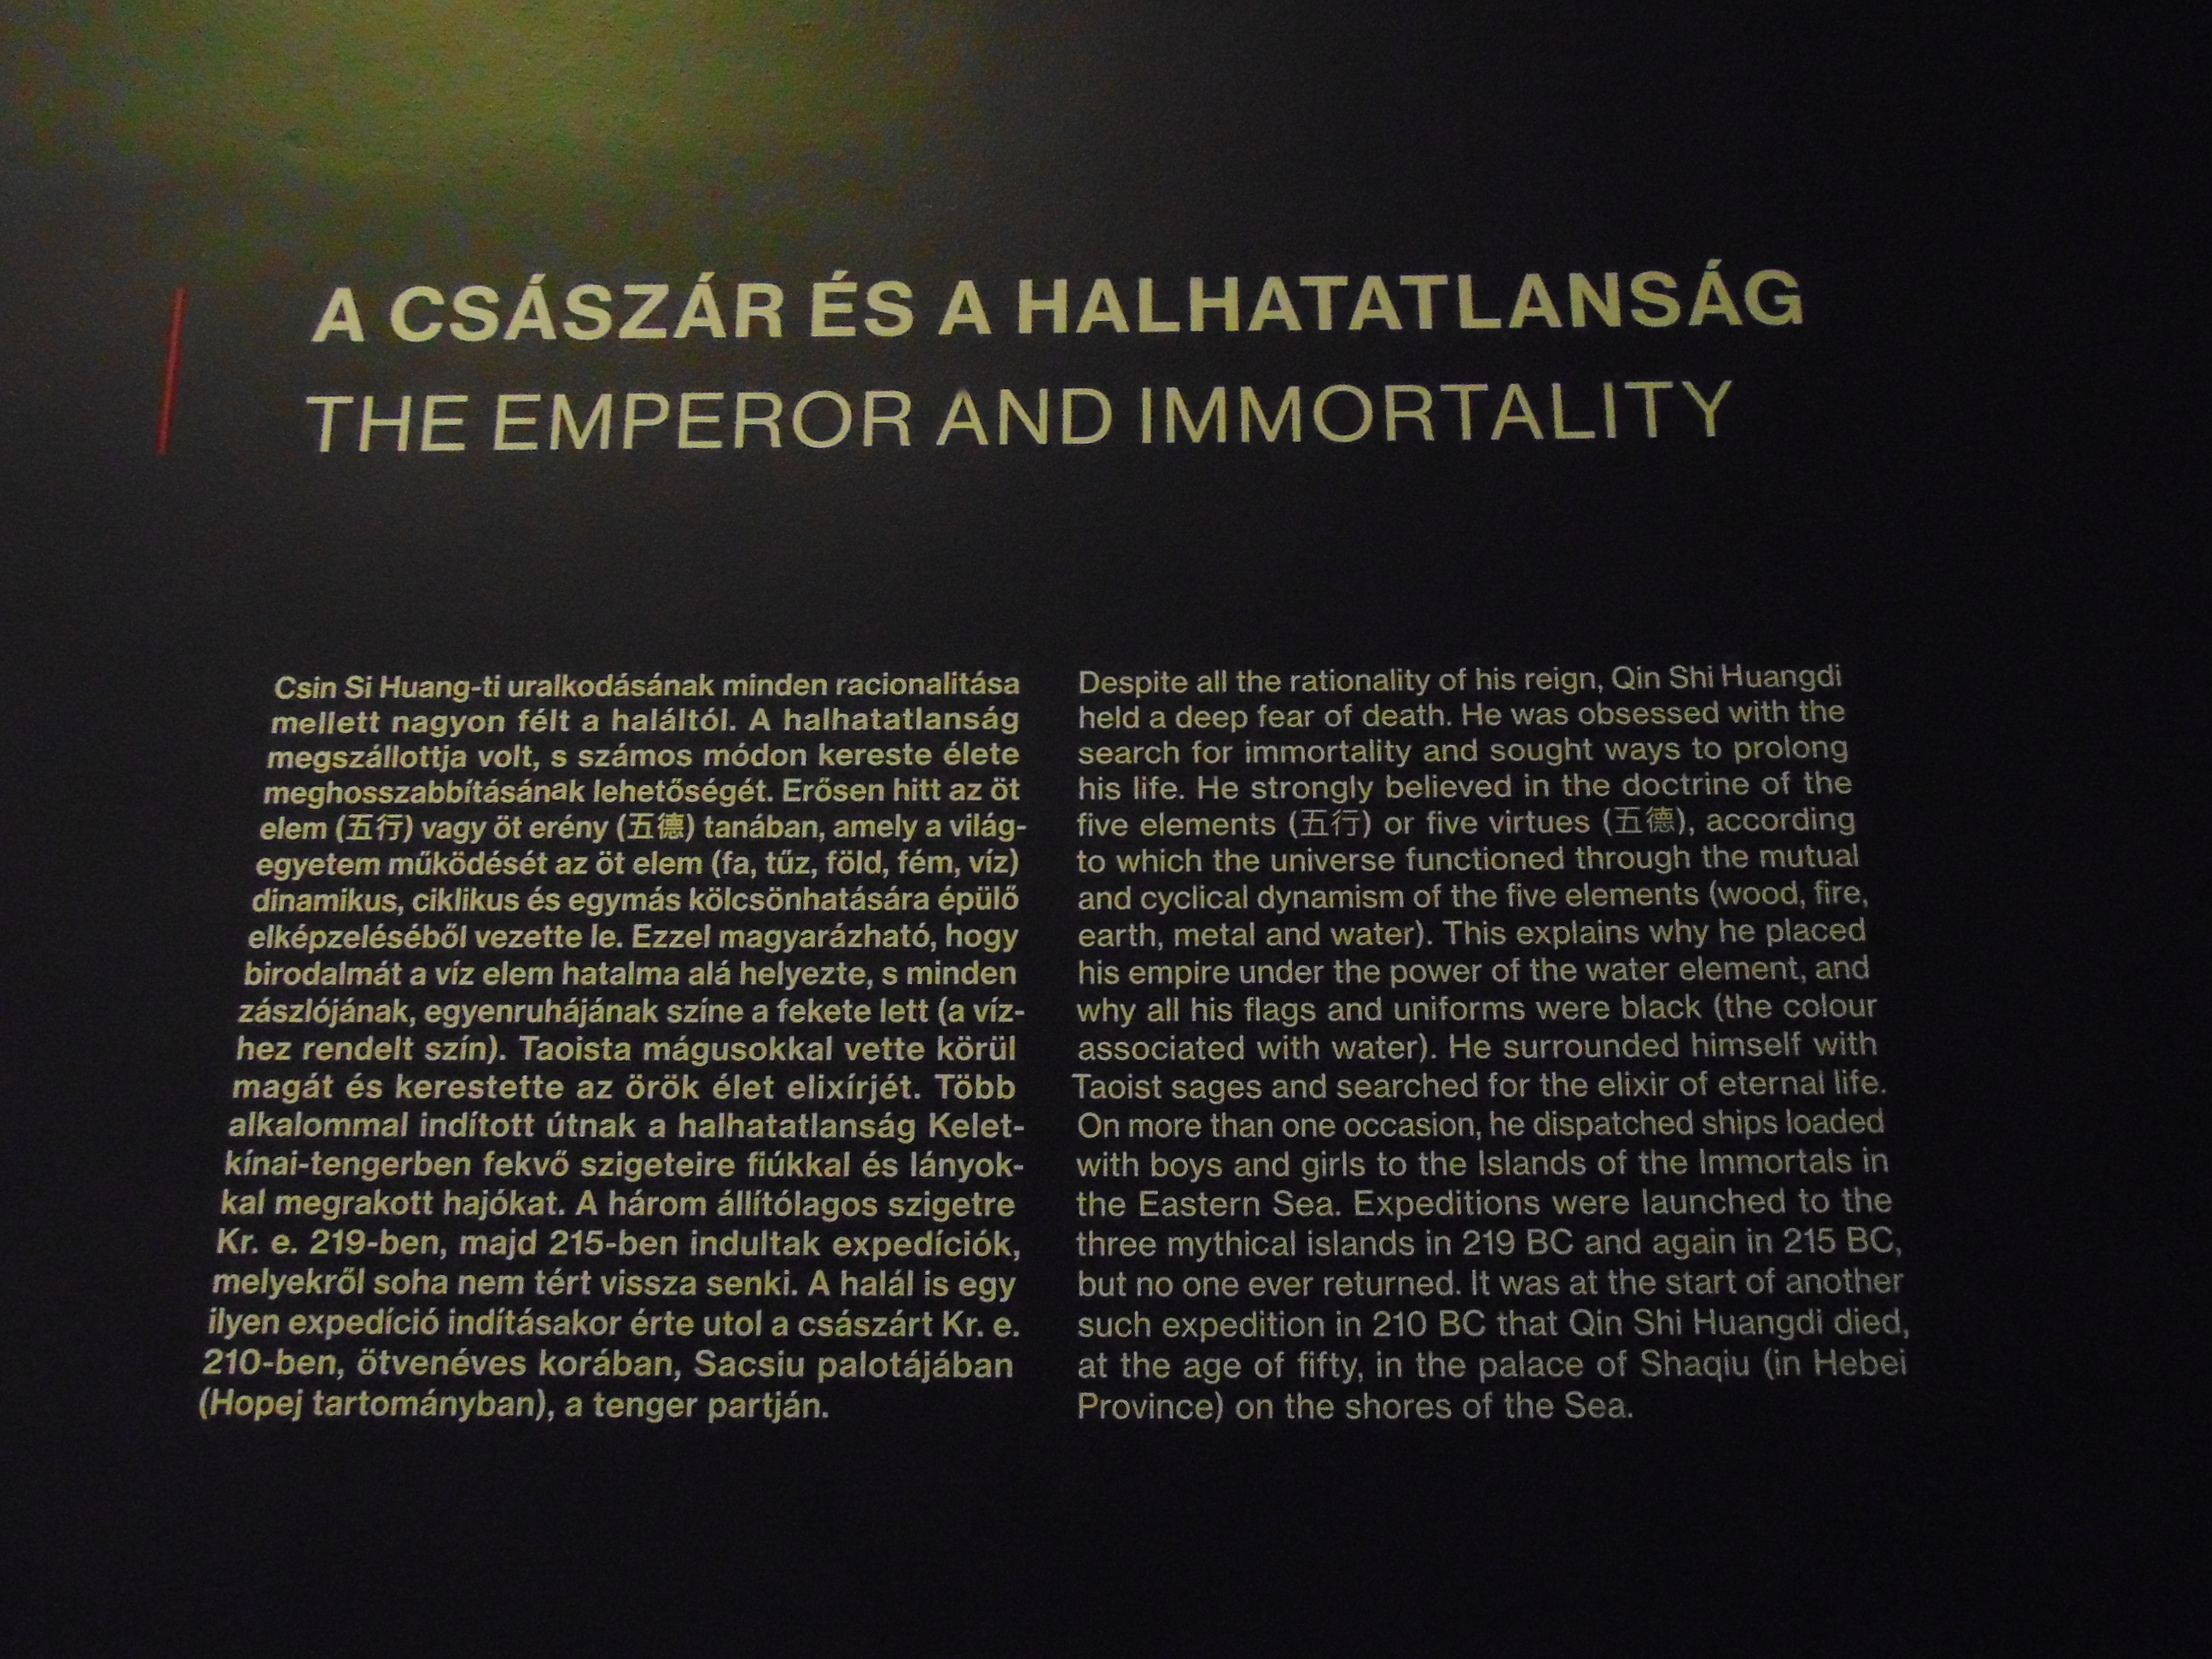 A CSÁSZÁR ÉS A HALHATATLANSÁG
THE EMPEROR AND IMMORTALITY
Csin Si Huang-ti uralkodásának minden racionalitása
mellett nagyon félt a haláltól. A halhatatlanság
megszállottja volt, s számos módon kereste élete
meghosszabbításának lehetőségét. Erősen hitt az öt
elem (五行) vagy öt erény (五德) tanában, amely a világ-
egyetem működését az öt elem (fa, tűz, föld, fém, víz)
dinamikus, ciklikus és egymás kölcsönhatására épülő
elképzeléséből vezette le. Ezzel magyarázható, hogy
birodalmát a víz elem hatalma alá helyezte, s minden
zászlójának, egyenruhájának színe a fekete lett (a víz-
hez rendelt szín). Taoista mágusokkal vette körül
magát és kerestette az örök élet elixírjét. Több
alkalommal indított útnak a halhatatlanság Kelet-
kínai-tengerben fekvő szigeteire fiúkkal és lányok-
kal megrakott hajókat. A három állítólagos szigetre
Kr. e. 219-ben, majd 215-ben indultak expedíciók,
melyekről soha nem tért vissza senki. A halál is egy
ilyen expedíció indításakor érte utol a császárt Kr. e.
210-ben, ötvenéves korában, Sacsiu palotájában
(Hopej tartományban), a tenger partján.
Despite all the rationality of his reign, Qin Shi Huangdi
held a deep fear of death. He was obsessed with the
search for immortality and sought ways to prolong
his life. He strongly believed in the doctrine of the
five elements (五行) or five virtues (五德), according
to which the universe functioned through the mutual
and cyclical dynamism of the five elements (wood, fire,
earth, metal and water). This explains why he placed
his empire under the power of the water element, and
why all his flags and uniforms were black (the colour
associated with water). He surrounded himself with
Taoist sages and searched for the elixir of eternal life.
On more than one occasion, he dispatched ships loaded
with boys and girls to the Islands of the Immortals in
the Eastern Sea. Expeditions were launched to the
three mythical islands in 219 BC and again in 215 BC,
but no one ever returned. It was at the start of another
such expedition in 210 BC that Qin Shi Huangdi died,
at the age of fifty, in the palace of Shaqiu (in Hebei
Province) on the shores of the Sea.